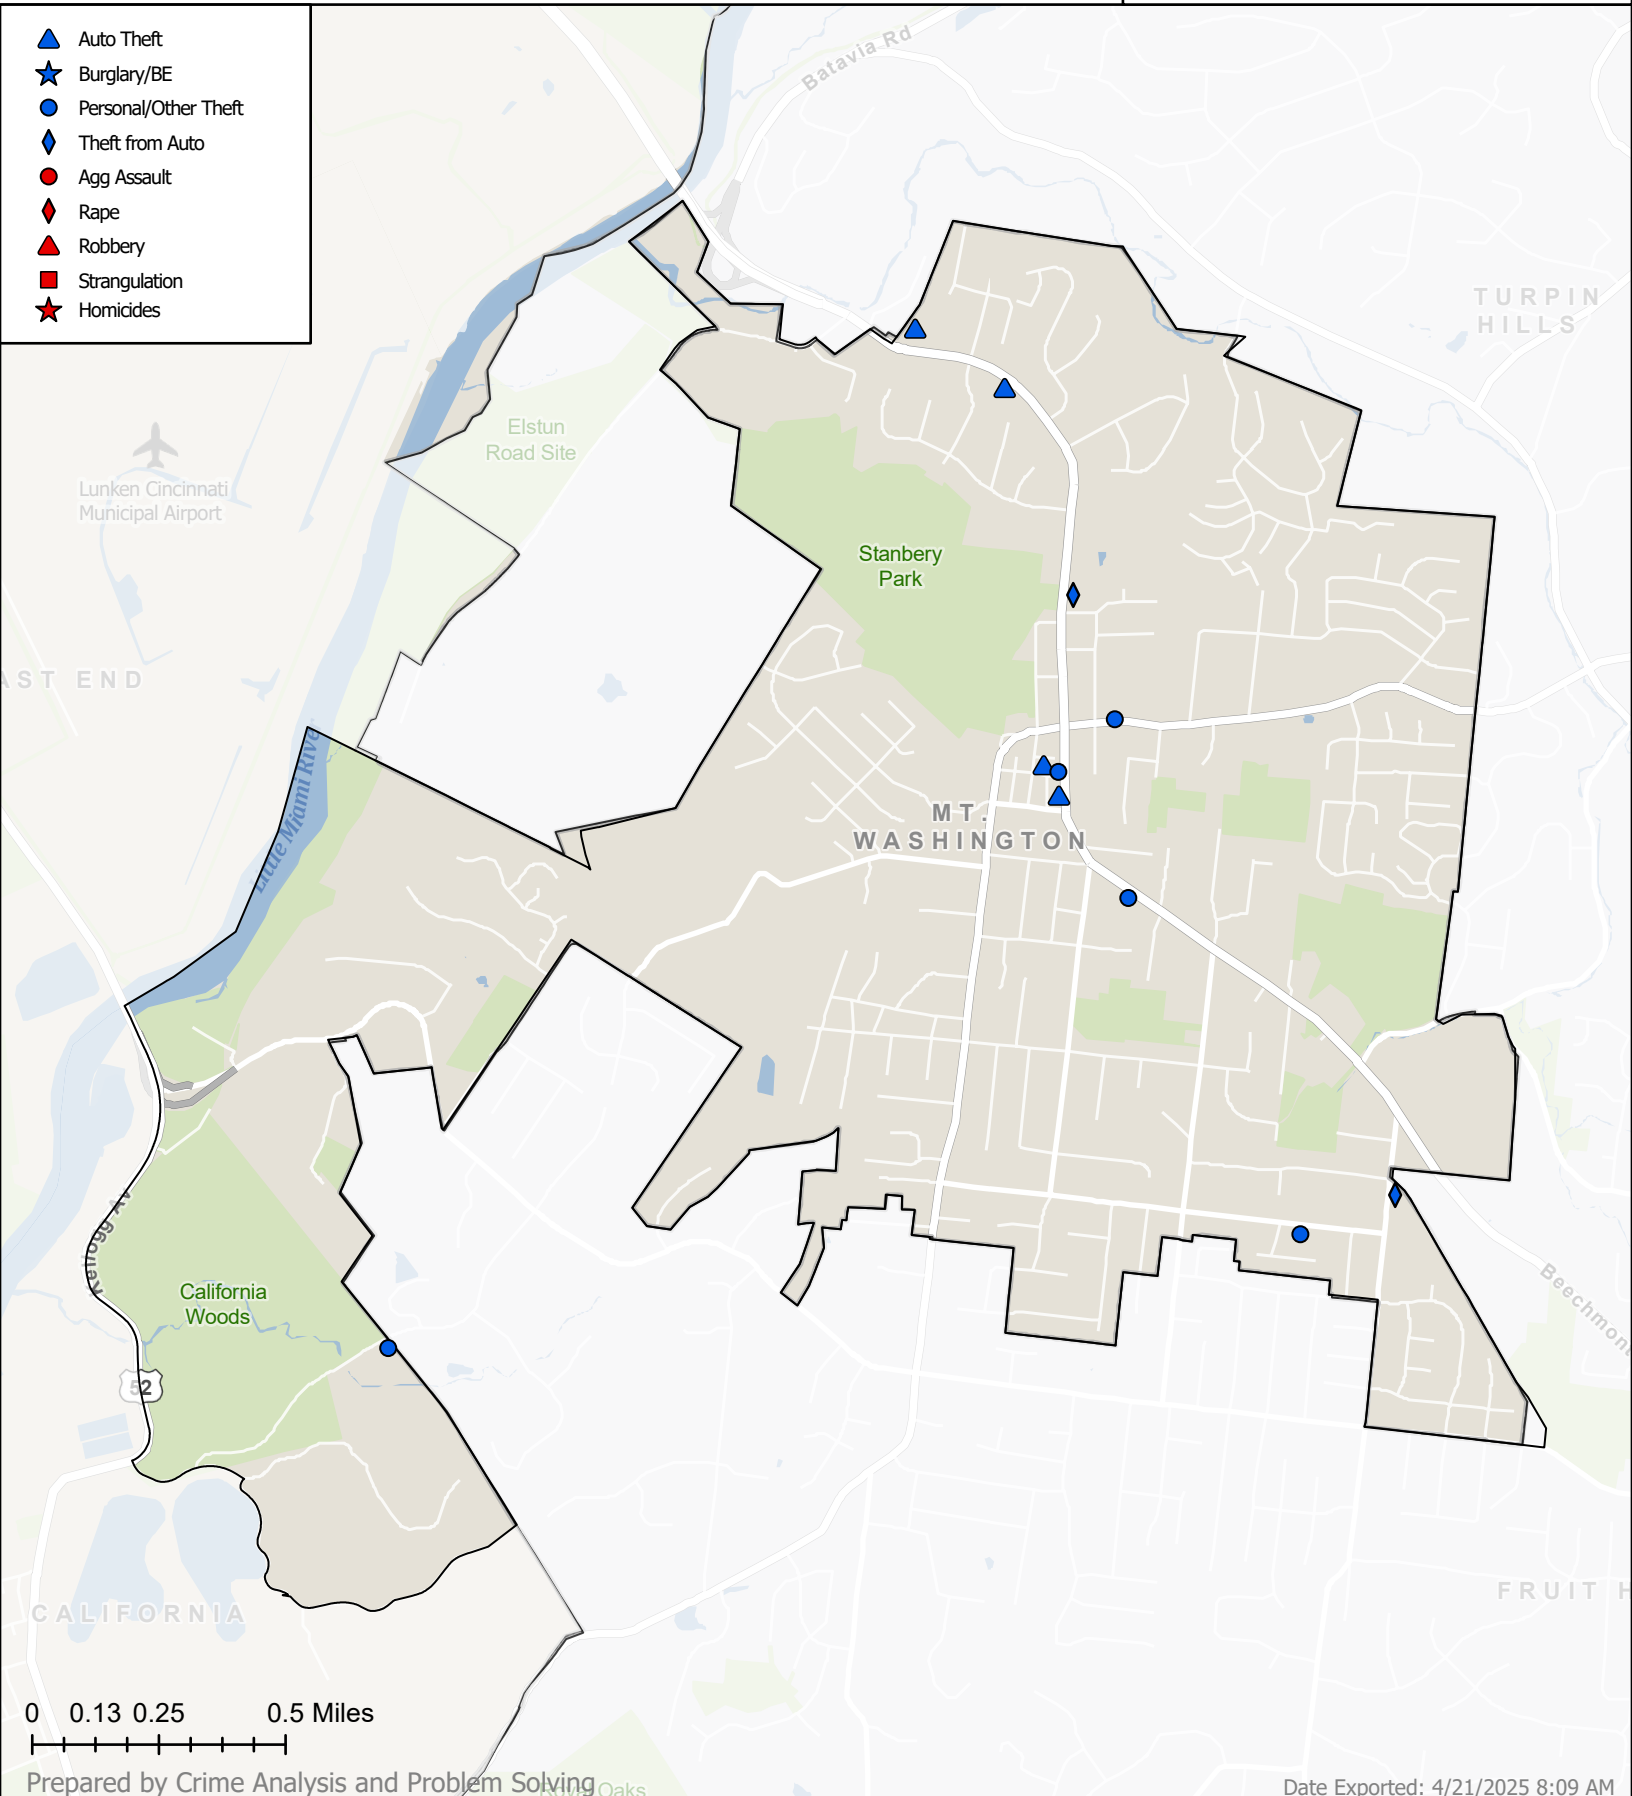 Auto Theft
Burglary/BE
Personal/Other Theft
Theft from Auto
Agg Assault
Rape
Robbery
Strangulation
Homicides
Batavia Rd
TURPIN
HILLS
Elstun
Road Site
Lunken Cincinnati
Municipal Airport
Stanbery
Park
AST END
Little Miami River
MT.
WASHINGTON
Kellogg Av
California
Woods
52
Beechmont
CALIFORNIA
FRUIT H
0 0.13 0.25 0.5 Miles
Prepared by Crime Analysis and Problem Solving
Royal Oaks
Date Exported: 4/21/2025 8:09 AM